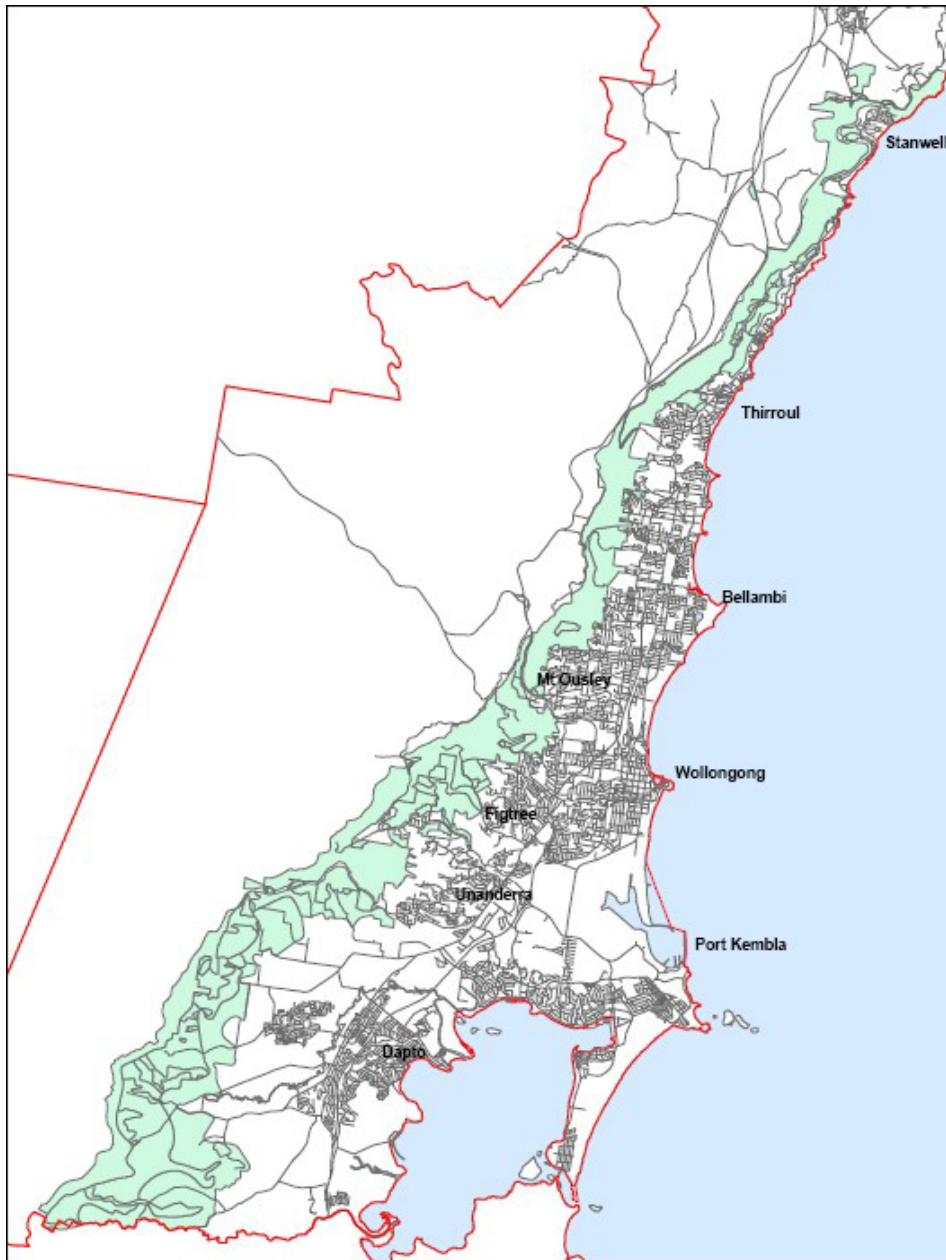 Stanwell
Thirroul
Bellambi
Mt Ousley
Wollongong
Figtree
Unanderra
Port Kembla
Dapto